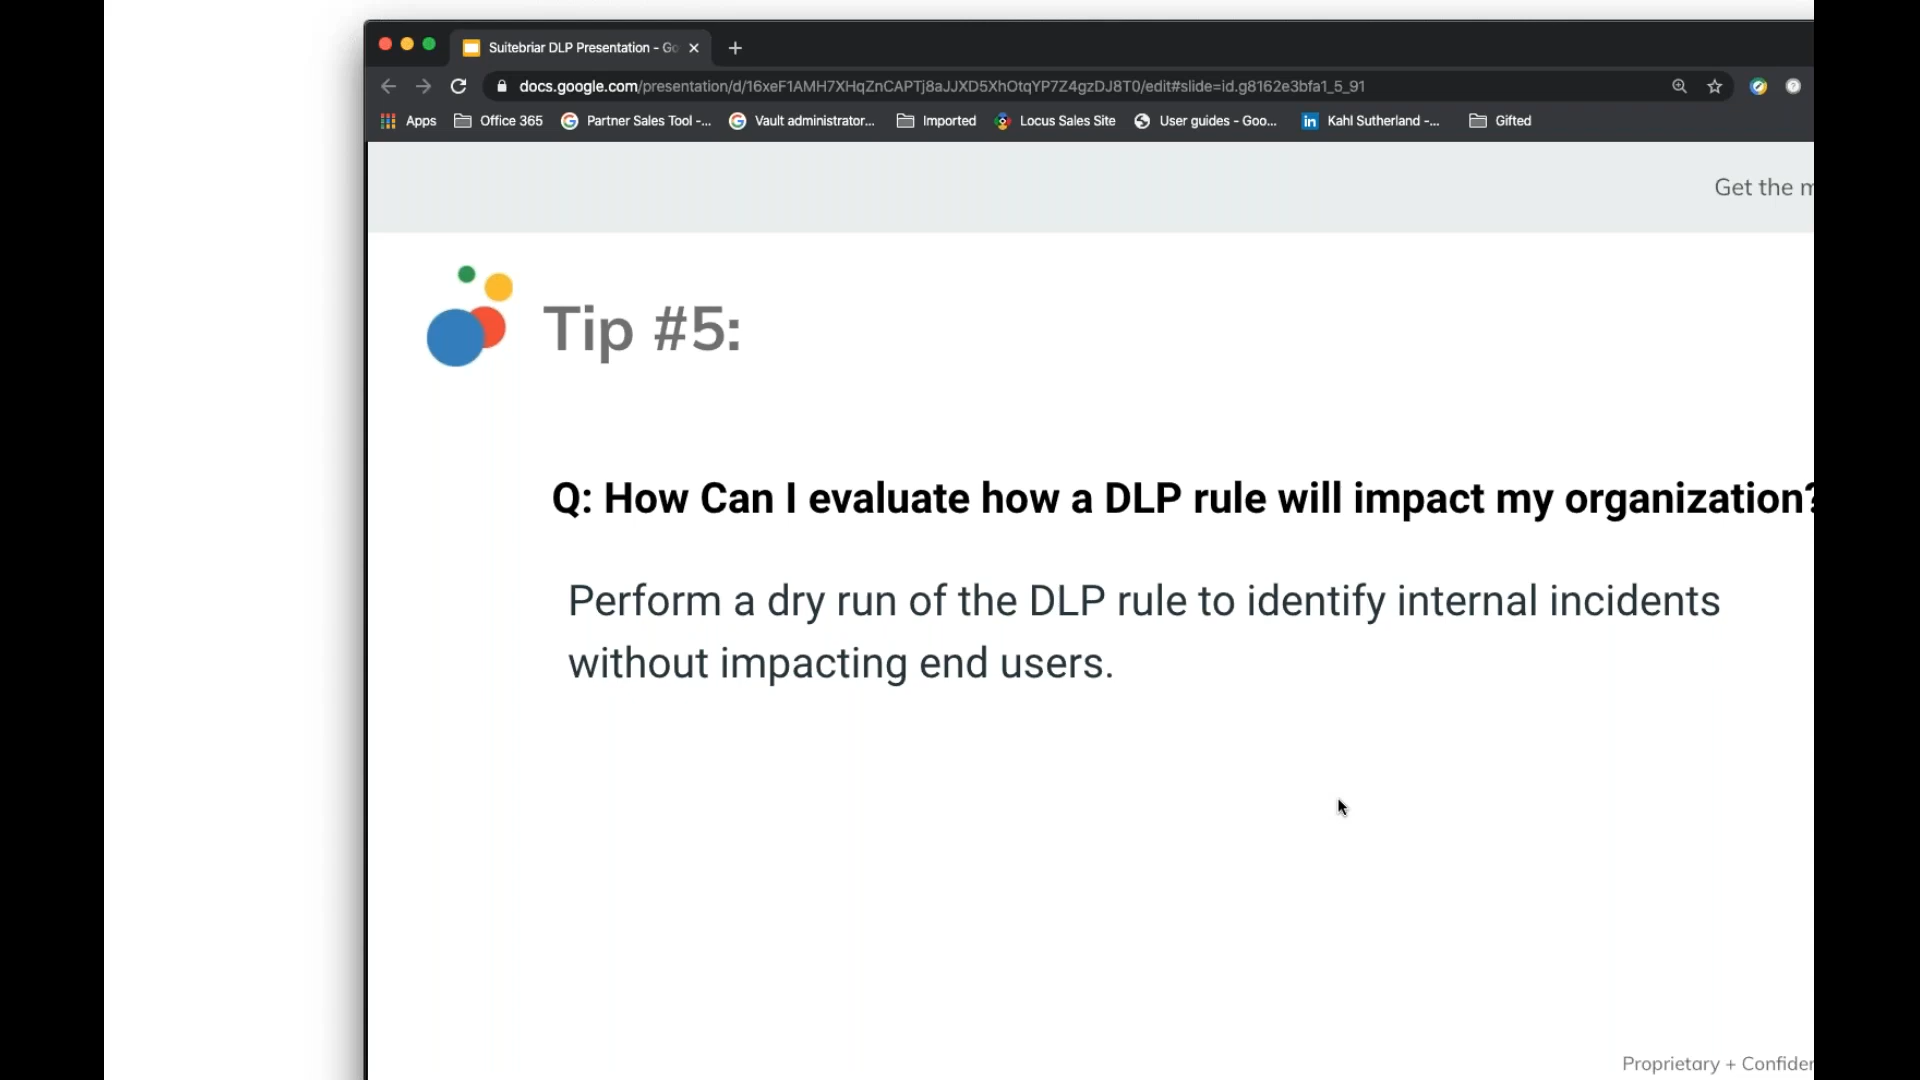 Suitebriar DLP Presentation - Go
docs.google.com/presentation/d/16xeF1AMH7XHqZnCAPTj8aJJXD5XhOtqYP7Z4gzDJ8T0/edit#slide=id.g8162e3bfa1_5_91
Apps Office 365 Partner Sales Tool -... Vault administrator... Imported Locus Sales Site User guides - Goo... Kahl Sutherland -... Gifted
Get the m
Tip #5:
Q: How Can I evaluate how a DLP rule will impact my organization?
Perform a dry run of the DLP rule to identify internal incidents
without impacting end users.
Proprietary + Confiden